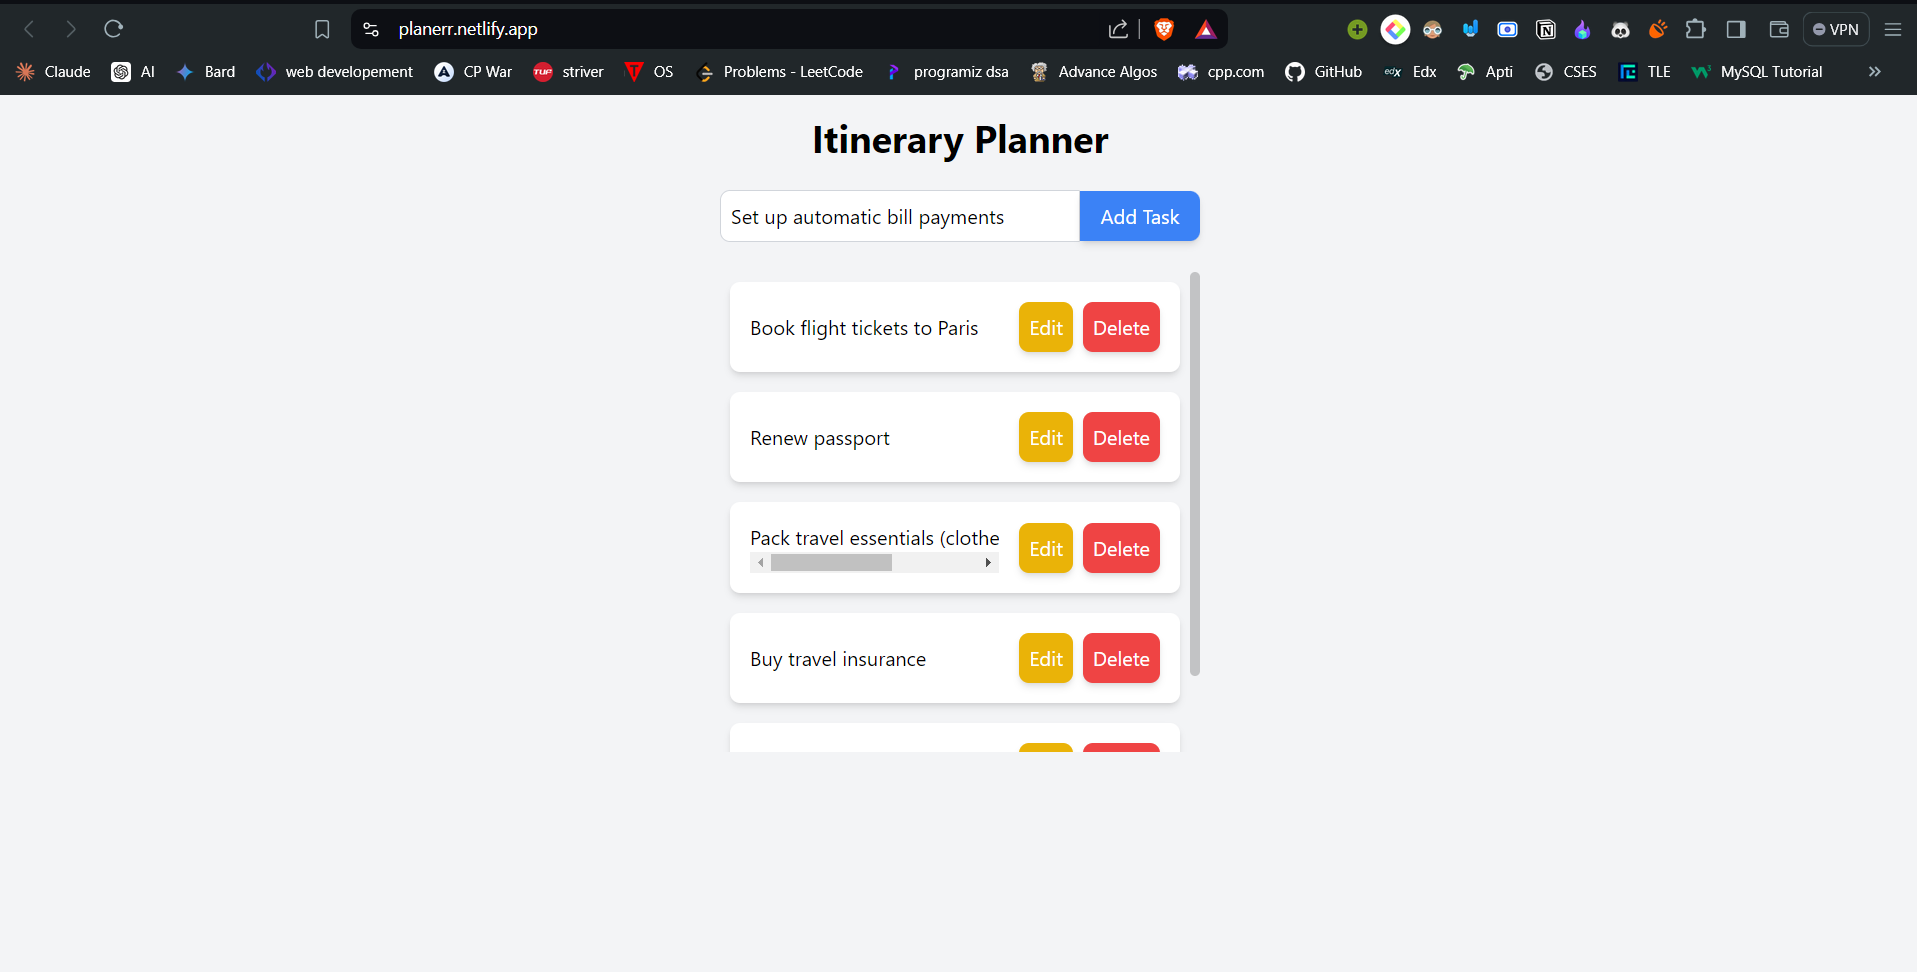 planerr.netlify.app
VPN
Claude AI Bard web developement CP War TUF striver OS Problems - LeetCode programiz dsa Advance Algos cpp.com GitHub edX Edx Apti CSES TLE MySQL Tutorial
Itinerary Planner
Set up automatic bill payments Add Task
Book flight tickets to Paris Edit Delete
Renew passport Edit Delete
Pack travel essentials (clothe Edit Delete
Buy travel insurance Edit Delete